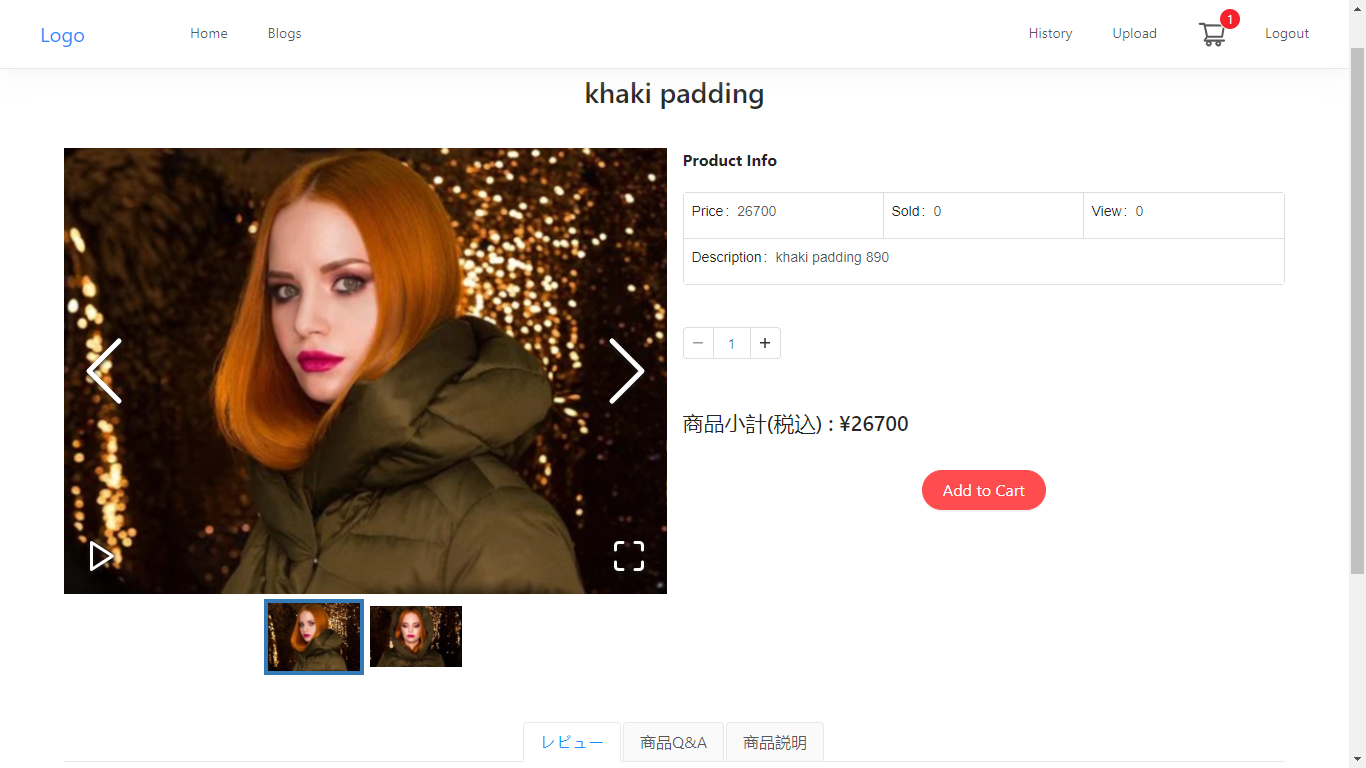 Logo
Home
Blogs
History
Upload
1
Logout
khaki padding
Product Info
Price: 26700
Sold: 0
View: 0
Description: khaki padding 890
− 1 +
商品小計(税込) : ¥26700
Add to Cart
レビュー
商品Q&A
商品説明